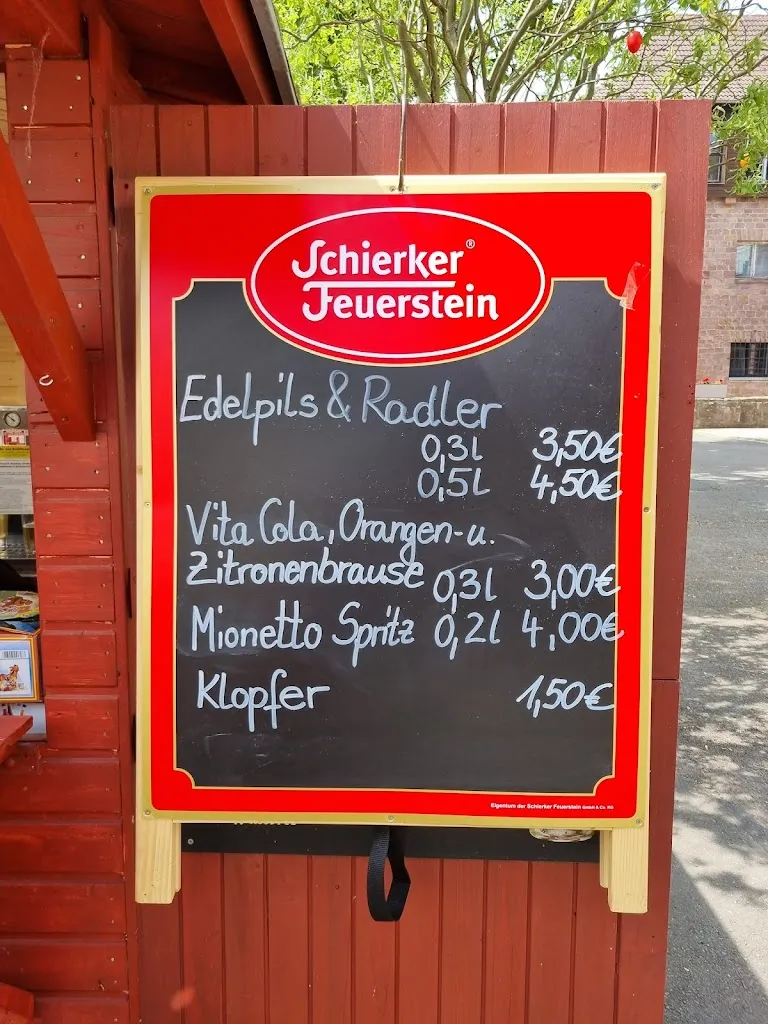 Schierker®
Feuerstein
Edelpils & Radler
0,3l 3,50€
0,5l 4,50€
Vita Cola, Orangen-u.
Zitronenbrause 0,3l 3,00€
Mionetto Spritz 0,2l 4,00€
Klopfer 1,50€
Eigentum der Schierker Feuerstein GmbH & Co. KG